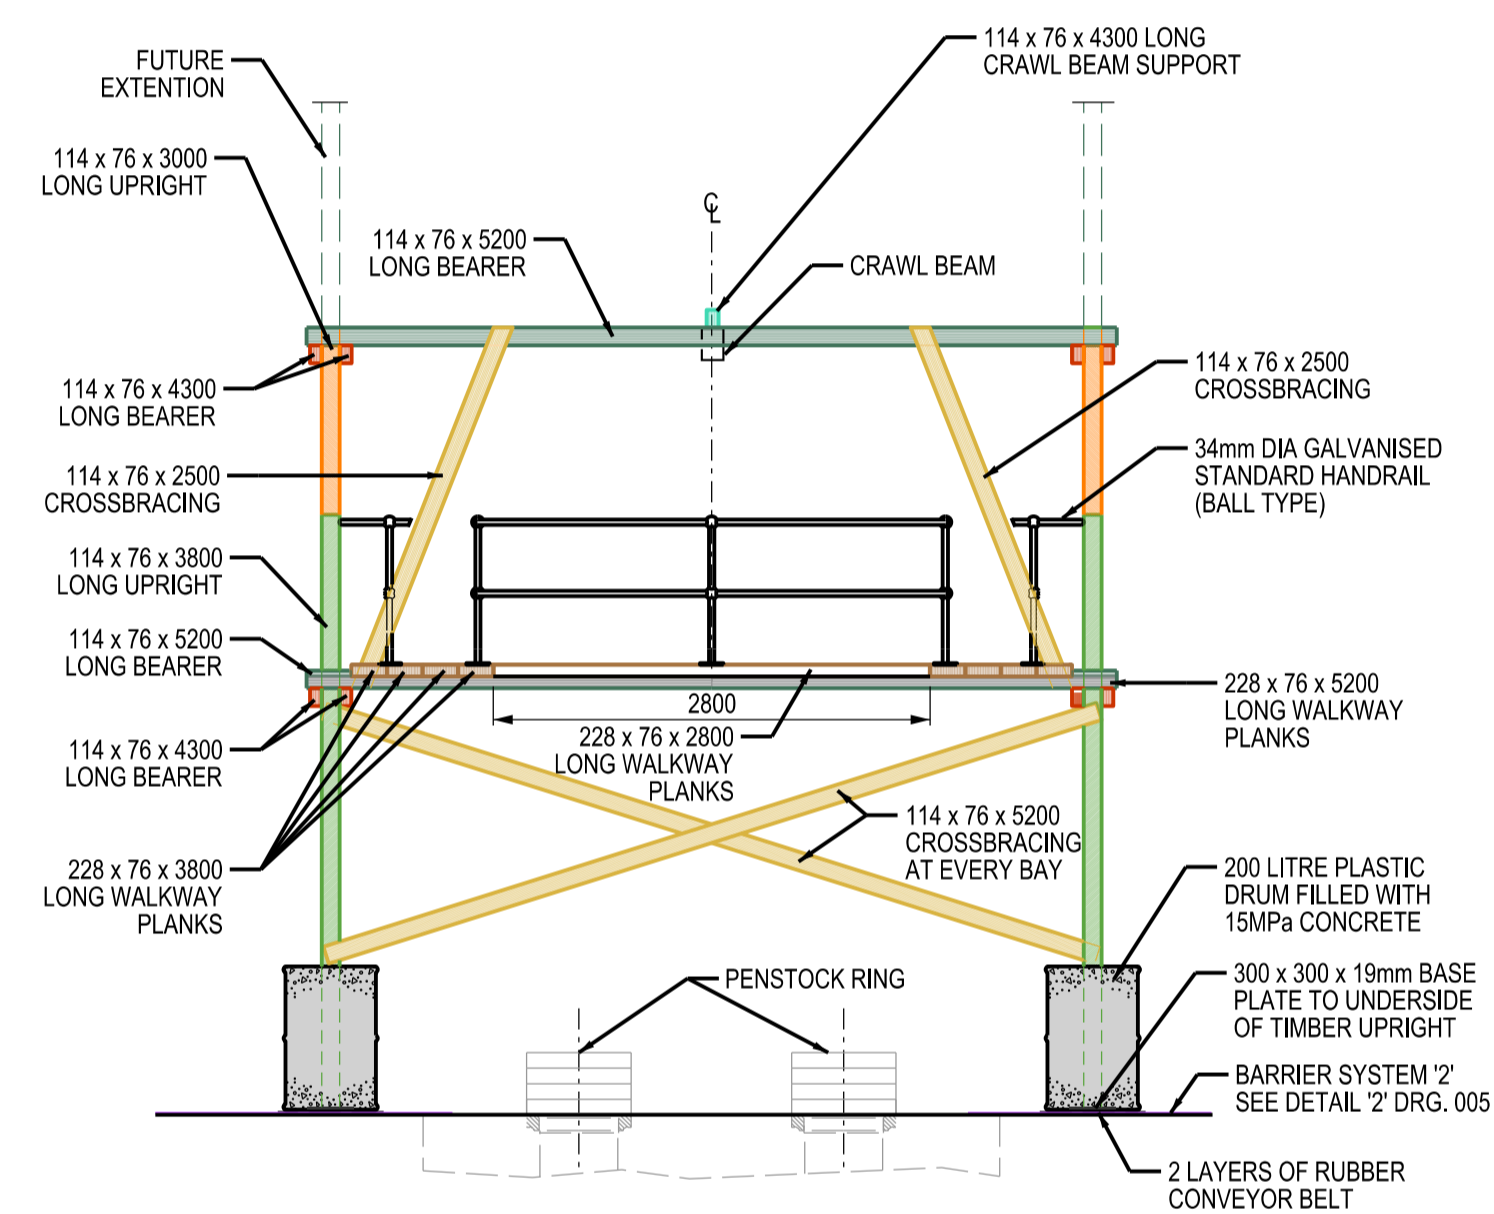 FUTURE
EXTENTION
114 x 76 x 3000
LONG UPRIGHT
114 x 76 x 5200
LONG BEARER
114 x 76 x 4300 LONG
CRAWL BEAM SUPPORT
℄
CRAWL BEAM
114 x 76 x 4300
LONG BEARER
114 x 76 x 2500
CROSSBRACING
114 x 76 x 2500
CROSSBRACING
34mm DIA GALVANISED
STANDARD HANDRAIL
(BALL TYPE)
114 x 76 x 3800
LONG UPRIGHT
114 x 76 x 5200
LONG BEARER
114 x 76 x 4300
LONG BEARER
228 x 76 x 3800
LONG WALKWAY
PLANKS
2800
228 x 76 x 2800
LONG WALKWAY
PLANKS
228 x 76 x 5200
LONG WALKWAY
PLANKS
114 x 76 x 5200
CROSSBRACING
AT EVERY BAY
200 LITRE PLASTIC
DRUM FILLED WITH
15MPa CONCRETE
PENSTOCK RING
300 x 300 x 19mm BASE
PLATE TO UNDERSIDE
OF TIMBER UPRIGHT
BARRIER SYSTEM '2'
SEE DETAIL '2' DRG. 005
2 LAYERS OF RUBBER
CONVEYOR BELT